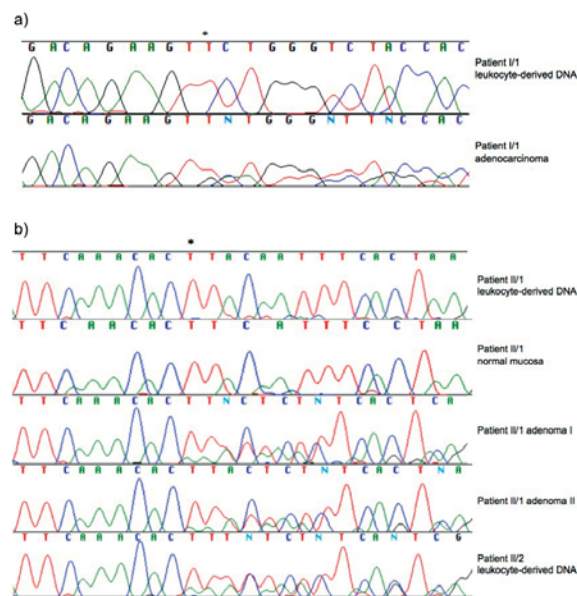 a)
*
G A C A G A A G T T C T G G G T C T A C C A C
Patient I/1
leukocyte-derived DNA
G A C A G A A G T T N T G G G N T T N C C A C
Patient I/1
adenocarcinoma
b)
*
T T C A A A C A C T T A C A A T T T C A C T A A
Patient II/1
leukocyte-derived DNA
T T C A A C A C T T C A T T T C C T A A
Patient II/1
normal mucosa
T T C A A A C A C T T N C T C T N T C A C T C A
Patient II/1 adenoma I
T T C A A A C A C T T A C T C T N T C A C T N A
Patient II/1 adenoma II
T T C A A A C A C T T T N T C T N T C A N T C G
Patient II/2
leukocyte-derived DNA